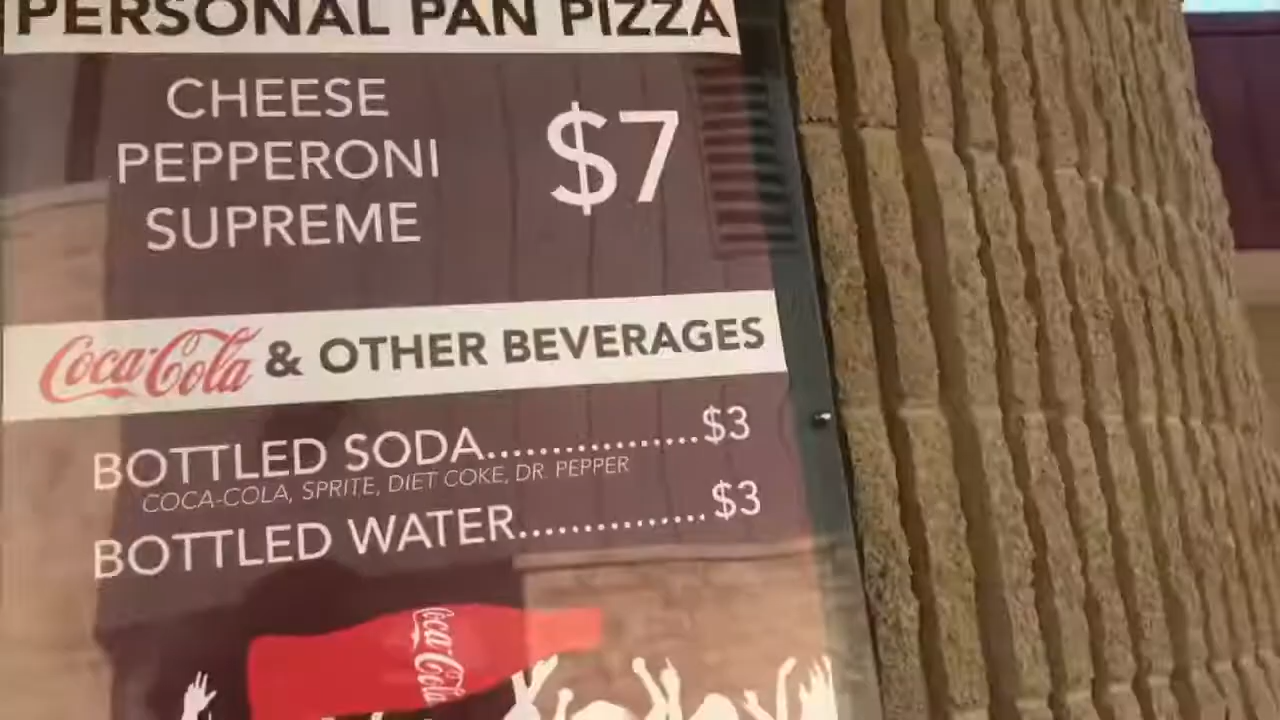 PERSONAL PAN PIZZA
CHEESE
PEPPERONI
SUPREME
$7
Coca-Cola & OTHER BEVERAGES
BOTTLED SODA.................$3
COCA-COLA, SPRITE, DIET COKE, DR. PEPPER
BOTTLED WATER...............$3
Coca-Cola